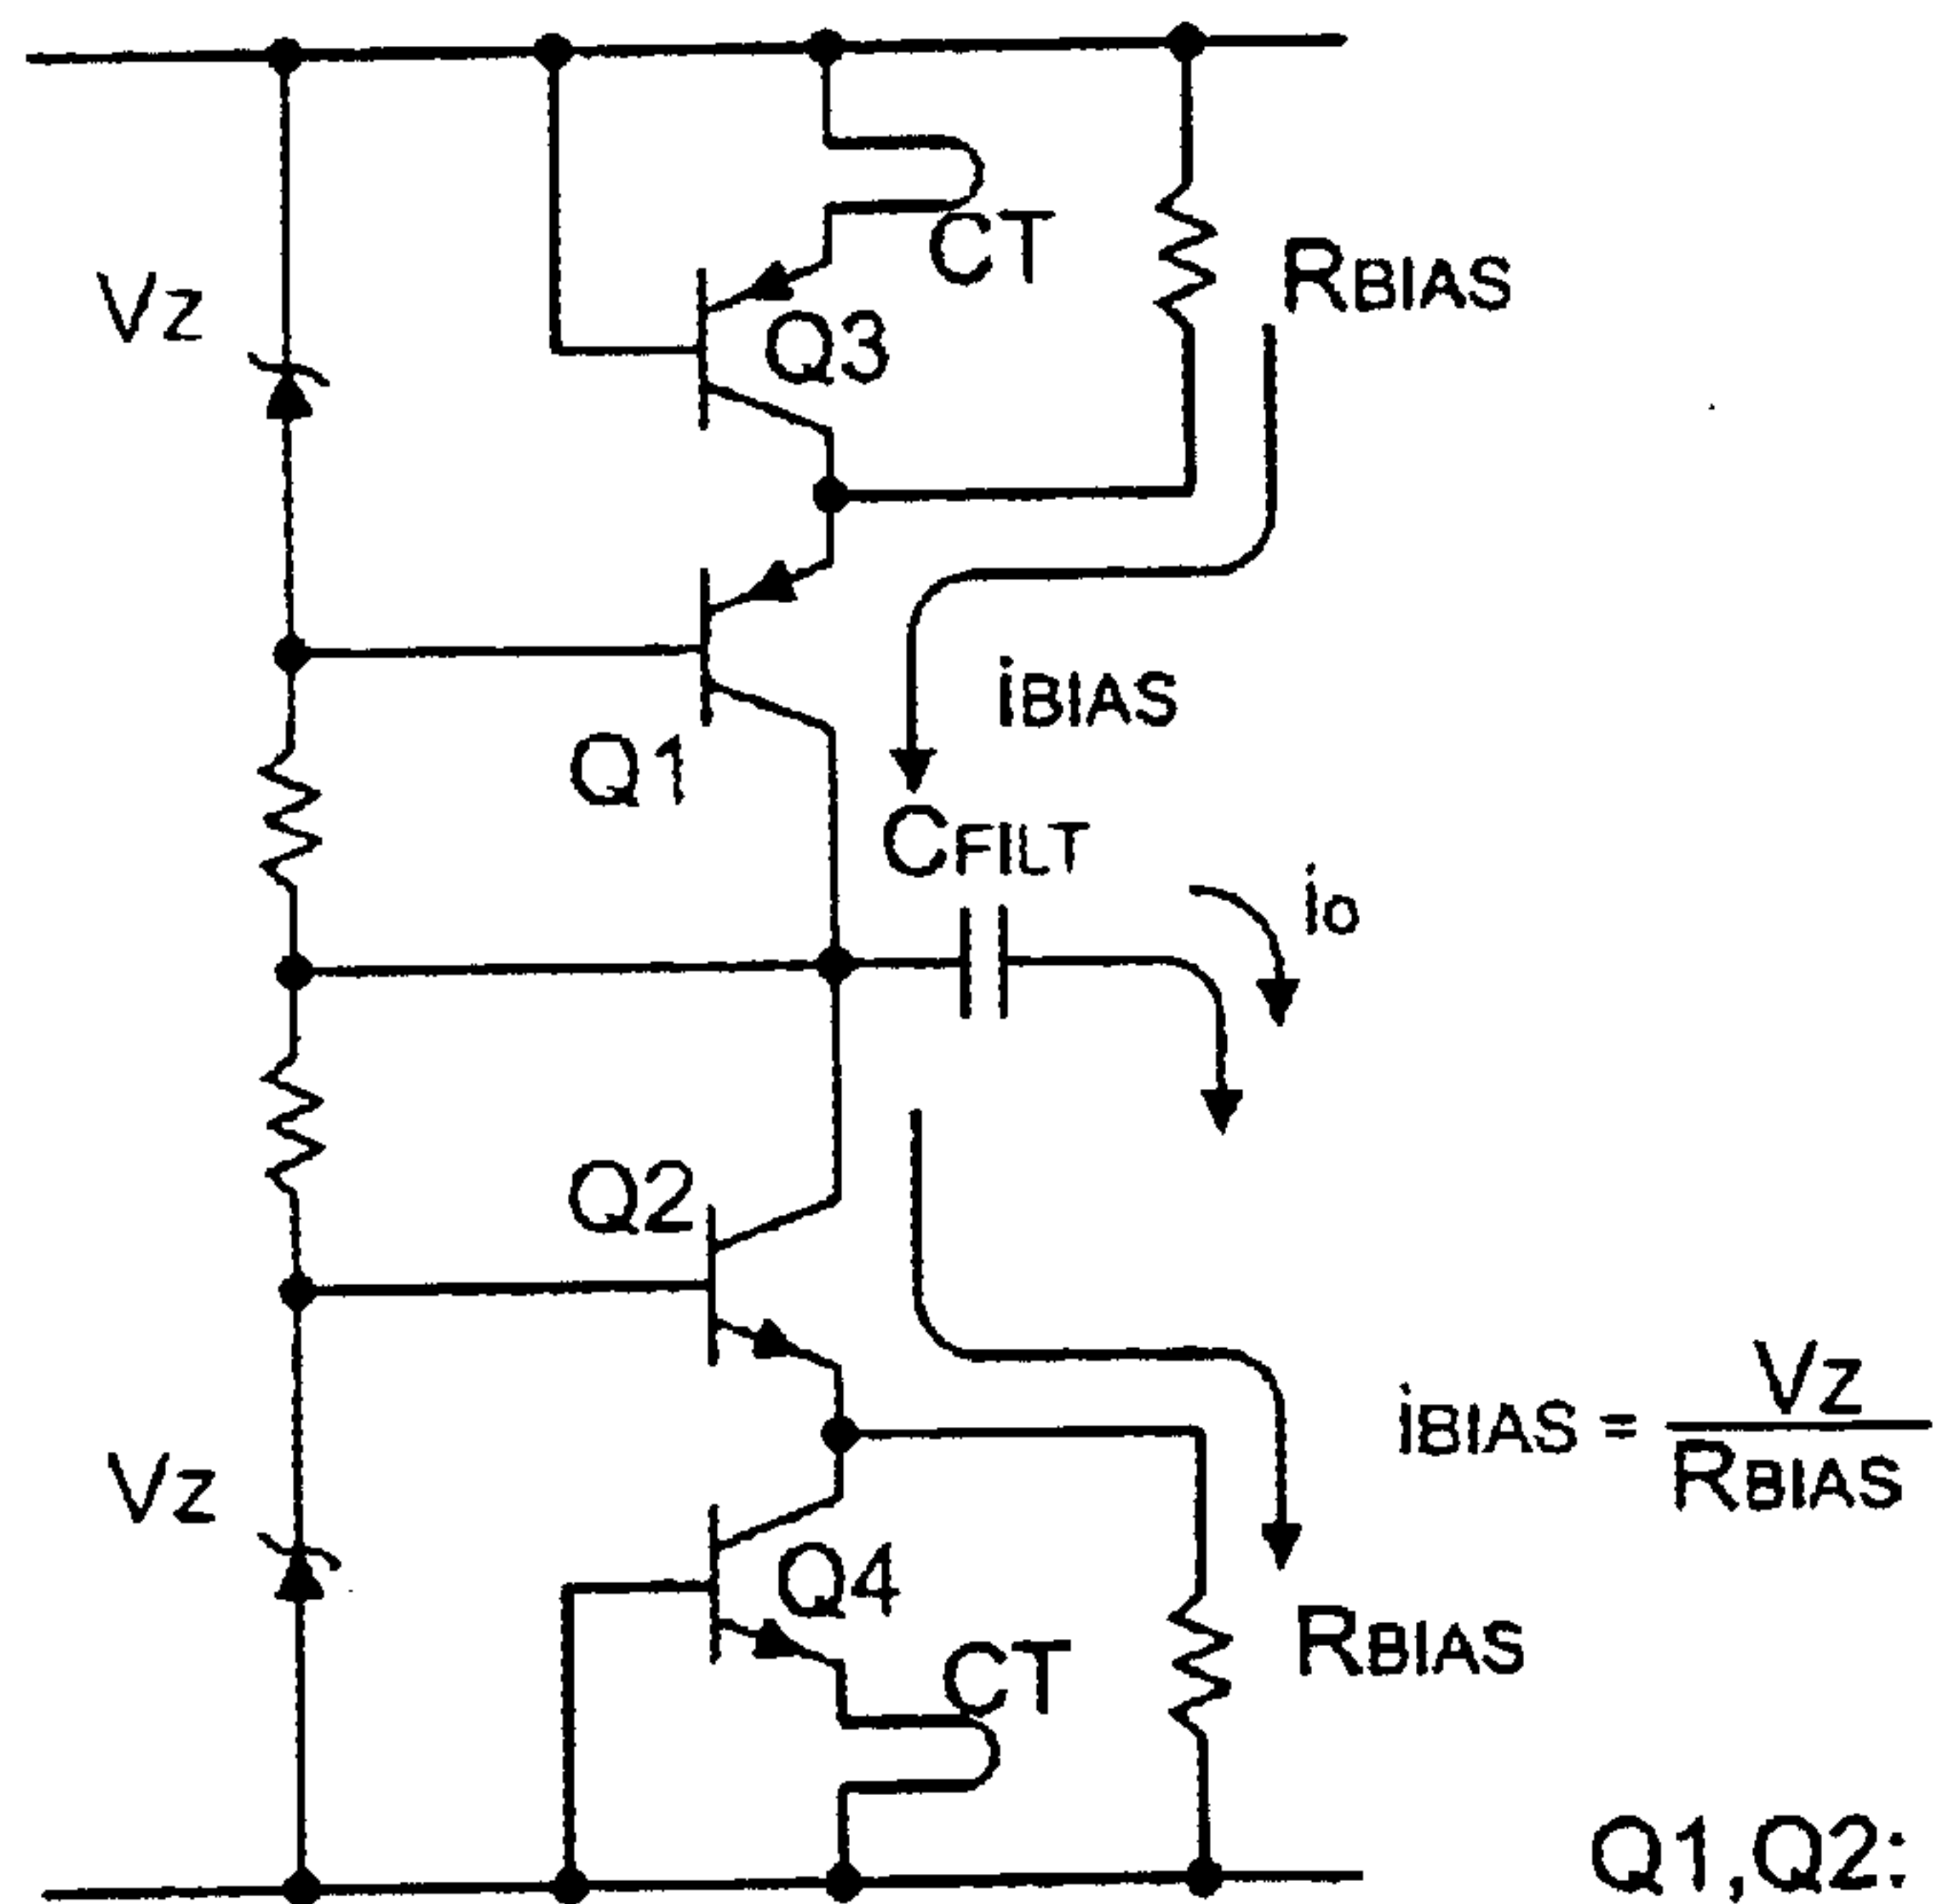 CT
RBIAS
Vz
Q3
iBIAS
Q1
CFILT
io
Q2
iBIAS = Vz
RBIAS
Vz
Q4
RBIAS
CT
Q1,Q2: